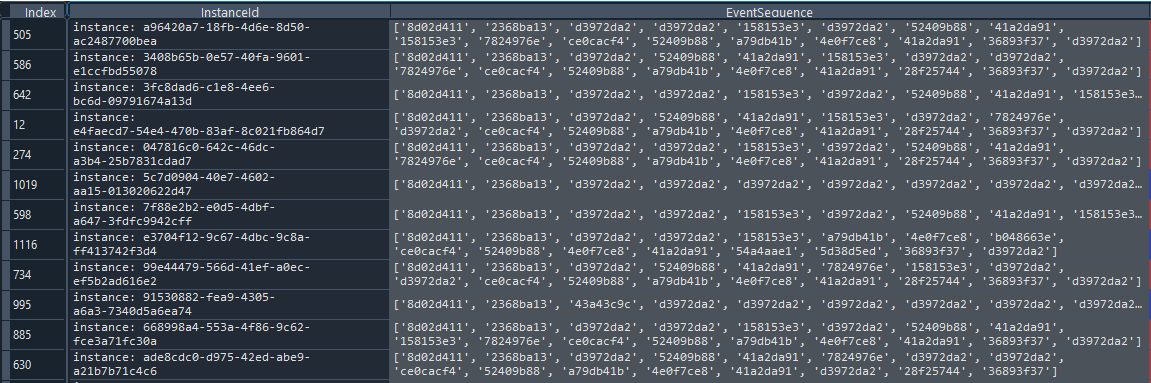 Index InstanceId EventSequence
505 instance: a96420a7-18fb-4d6e-8d50- ['8d02d411', '2368ba13', 'd3972da2', 'd3972da2', '158153e3', 'd3972da2', '52409b88', '41a2da91',
ac2487700bea '158153e3', '7824976e', 'ce0cacf4', '52409b88', 'a79db41b', '4e0f7ce8', '41a2da91', '36893f37', 'd3972da2']
586 instance: 3408b65b-0e57-40fa-9601- ['8d02d411', '2368ba13', 'd3972da2', 'd3972da2', '52409b88', '41a2da91', '158153e3', 'd3972da2',
e1ccfbd55078 '7824976e', 'ce0cacf4', '52409b88', 'a79db41b', '4e0f7ce8', '41a2da91', '28f25744', '36893f37', 'd3972da2']
642 instance: 3fc8dad6-c1e8-4ee6- ['8d02d411', '2368ba13', 'd3972da2', 'd3972da2', '158153e3', 'd3972da2', '52409b88', '41a2da91', '158153e3...
bc6d-09791674a13d
12 instance: ['8d02d411', '2368ba13', 'd3972da2', '52409b88', '41a2da91', '158153e3', 'd3972da2', '7824976e',
e4faecd7-54e4-470b-83af-8c021fb864d7 'd3972da2', 'ce0cacf4', '52409b88', 'a79db41b', '4e0f7ce8', '41a2da91', '28f25744', '36893f37', 'd3972da2']
274 instance: 047816c0-642c-46dc- ['8d02d411', '2368ba13', 'd3972da2', 'd3972da2', '158153e3', 'd3972da2', '52409b88', '41a2da91',
a3b4-25b7831cdad7 '7824976e', 'ce0cacf4', '52409b88', 'a79db41b', '4e0f7ce8', '41a2da91', '28f25744', '36893f37', 'd3972da2']
1019 instance: 5c7d0904-40e7-4602- ['8d02d411', '2368ba13', 'd3972da2', 'd3972da2', 'd3972da2', 'd3972da2', 'd3972da2', 'd3972da2', 'd3972da2...
aa15-013020622d47
598 instance: 7f88e2b2-e0d5-4dbf- ['8d02d411', '2368ba13', 'd3972da2', 'd3972da2', '158153e3', 'd3972da2', '52409b88', '41a2da91', '158153e3...
a647-3fdfc9942cff
1116 instance: e3704f12-9c67-4dbc-9c8a- ['8d02d411', '2368ba13', 'd3972da2', 'd3972da2', '158153e3', 'a79db41b', '4e0f7ce8', 'b048663e',
ff413742f3d4 'ce0cacf4', '52409b88', '4e0f7ce8', '41a2da91', '54a4aae1', '5d38d5ed', '36893f37', 'd3972da2']
734 instance: 99e44479-566d-41ef-a0ec- ['8d02d411', '2368ba13', 'd3972da2', '52409b88', '41a2da91', '7824976e', '158153e3', 'd3972da2',
ef5b2ad616e2 'd3972da2', 'ce0cacf4', '52409b88', 'a79db41b', '4e0f7ce8', '41a2da91', '28f25744', '36893f37', 'd3972da2']
995 instance: 91530882-fea9-4305- ['8d02d411', '2368ba13', '43a43c9c', 'd3972da2', 'd3972da2', 'd3972da2', 'd3972da2', 'd3972da2', 'd3972da2...
a6a3-7340d5a6ea74
885 instance: 668998a4-553a-4f86-9c62- ['8d02d411', '2368ba13', 'd3972da2', 'd3972da2', '158153e3', 'd3972da2', '52409b88', '41a2da91',
fce3a71fc30a '158153e3', '7824976e', 'ce0cacf4', '52409b88', 'a79db41b', '4e0f7ce8', '41a2da91', '36893f37', 'd3972da2']
630 instance: ade8cdc0-d975-42ed-abe9- ['8d02d411', '2368ba13', 'd3972da2', '52409b88', '41a2da91', '7824976e', 'd3972da2', 'd3972da2',
a21b7b71c4c6 'ce0cacf4', '52409b88', 'a79db41b', '4e0f7ce8', '41a2da91', '28f25744', '36893f37']